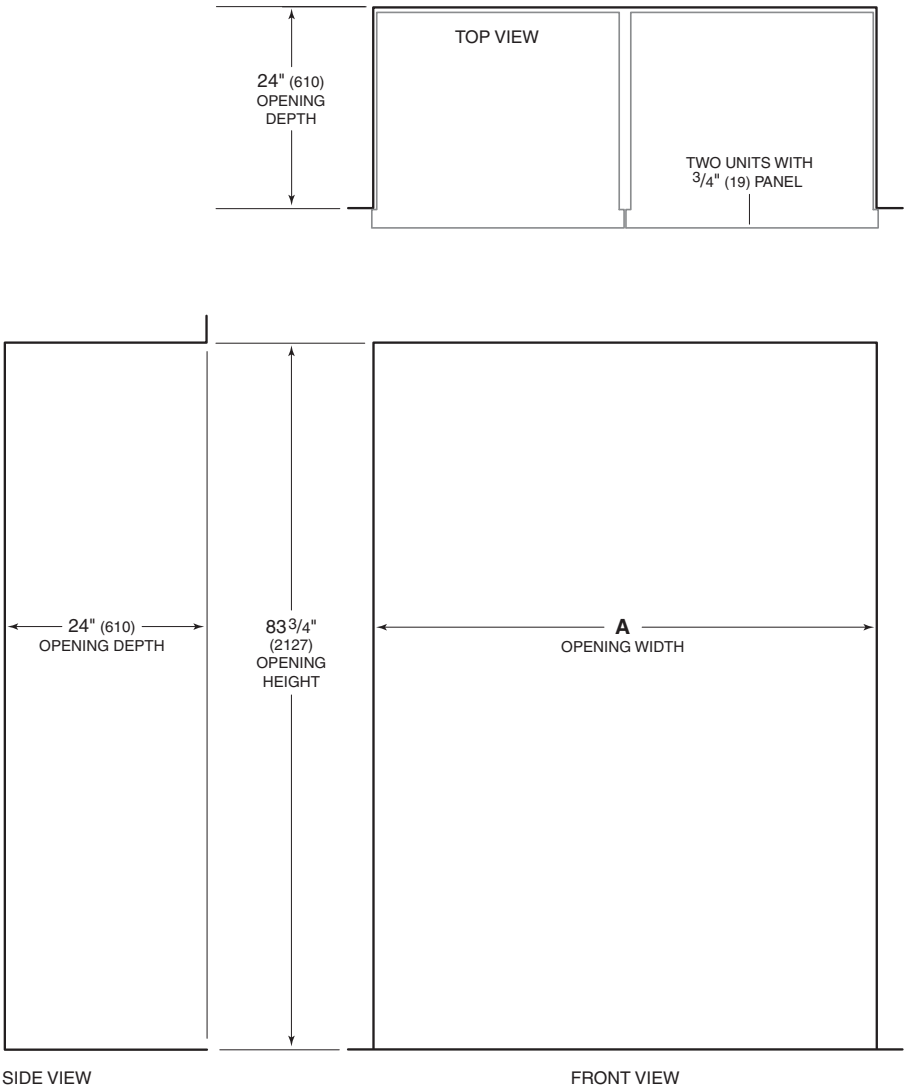 TOP VIEW
24" (610)
OPENING
DEPTH
TWO UNITS WITH
3/4" (19) PANEL
24" (610)
OPENING DEPTH
83 3/4"
(2127)
OPENING
HEIGHT
A
OPENING WIDTH
SIDE VIEW
FRONT VIEW